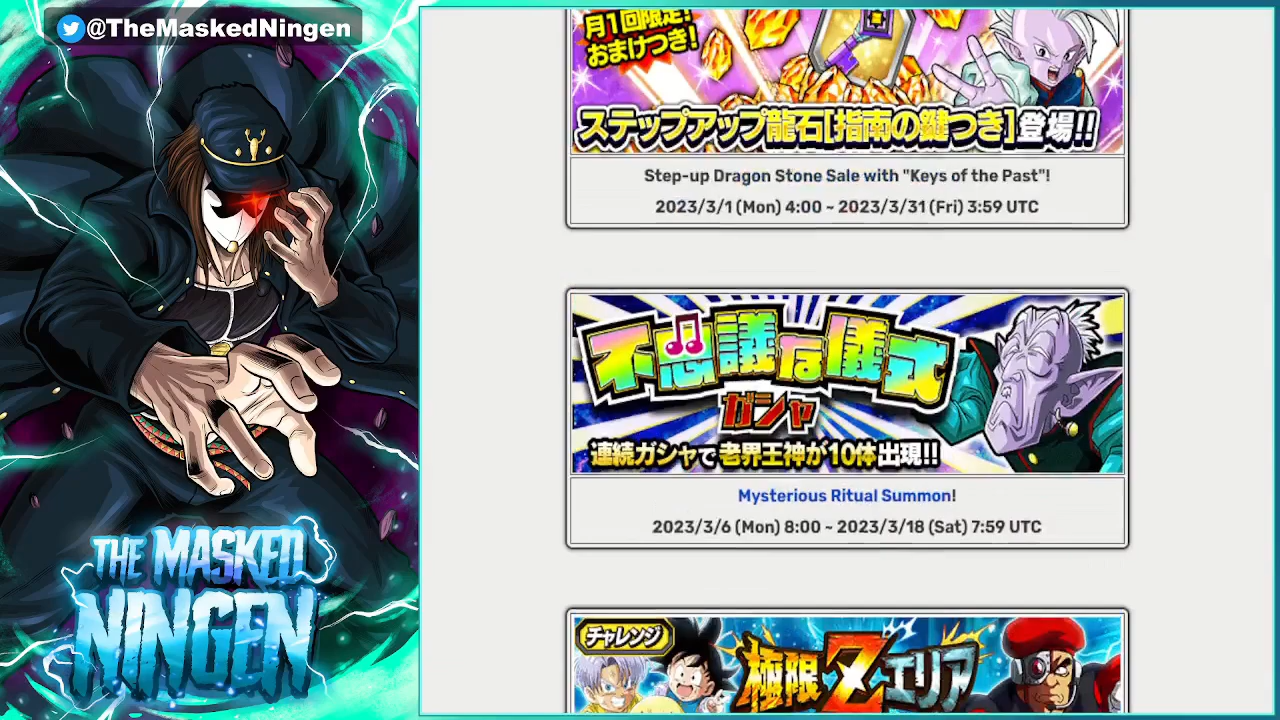 @TheMaskedNingen
THE MASKED
NINGEN
月1回限定!
おまけつき!
ステップアップ龍石[指南の鍵つき]登場!!
Step-up Dragon Stone Sale with "Keys of the Past"!
2023/3/1 (Mon) 4:00 ~ 2023/3/31 (Fri) 3:59 UTC
不思議な儀式
ガシャ
連続ガシャで老界王神が10体出現!!
Mysterious Ritual Summon!
2023/3/6 (Mon) 8:00 ~ 2023/3/18 (Sat) 7:59 UTC
チャレンジ
極限Zエリア